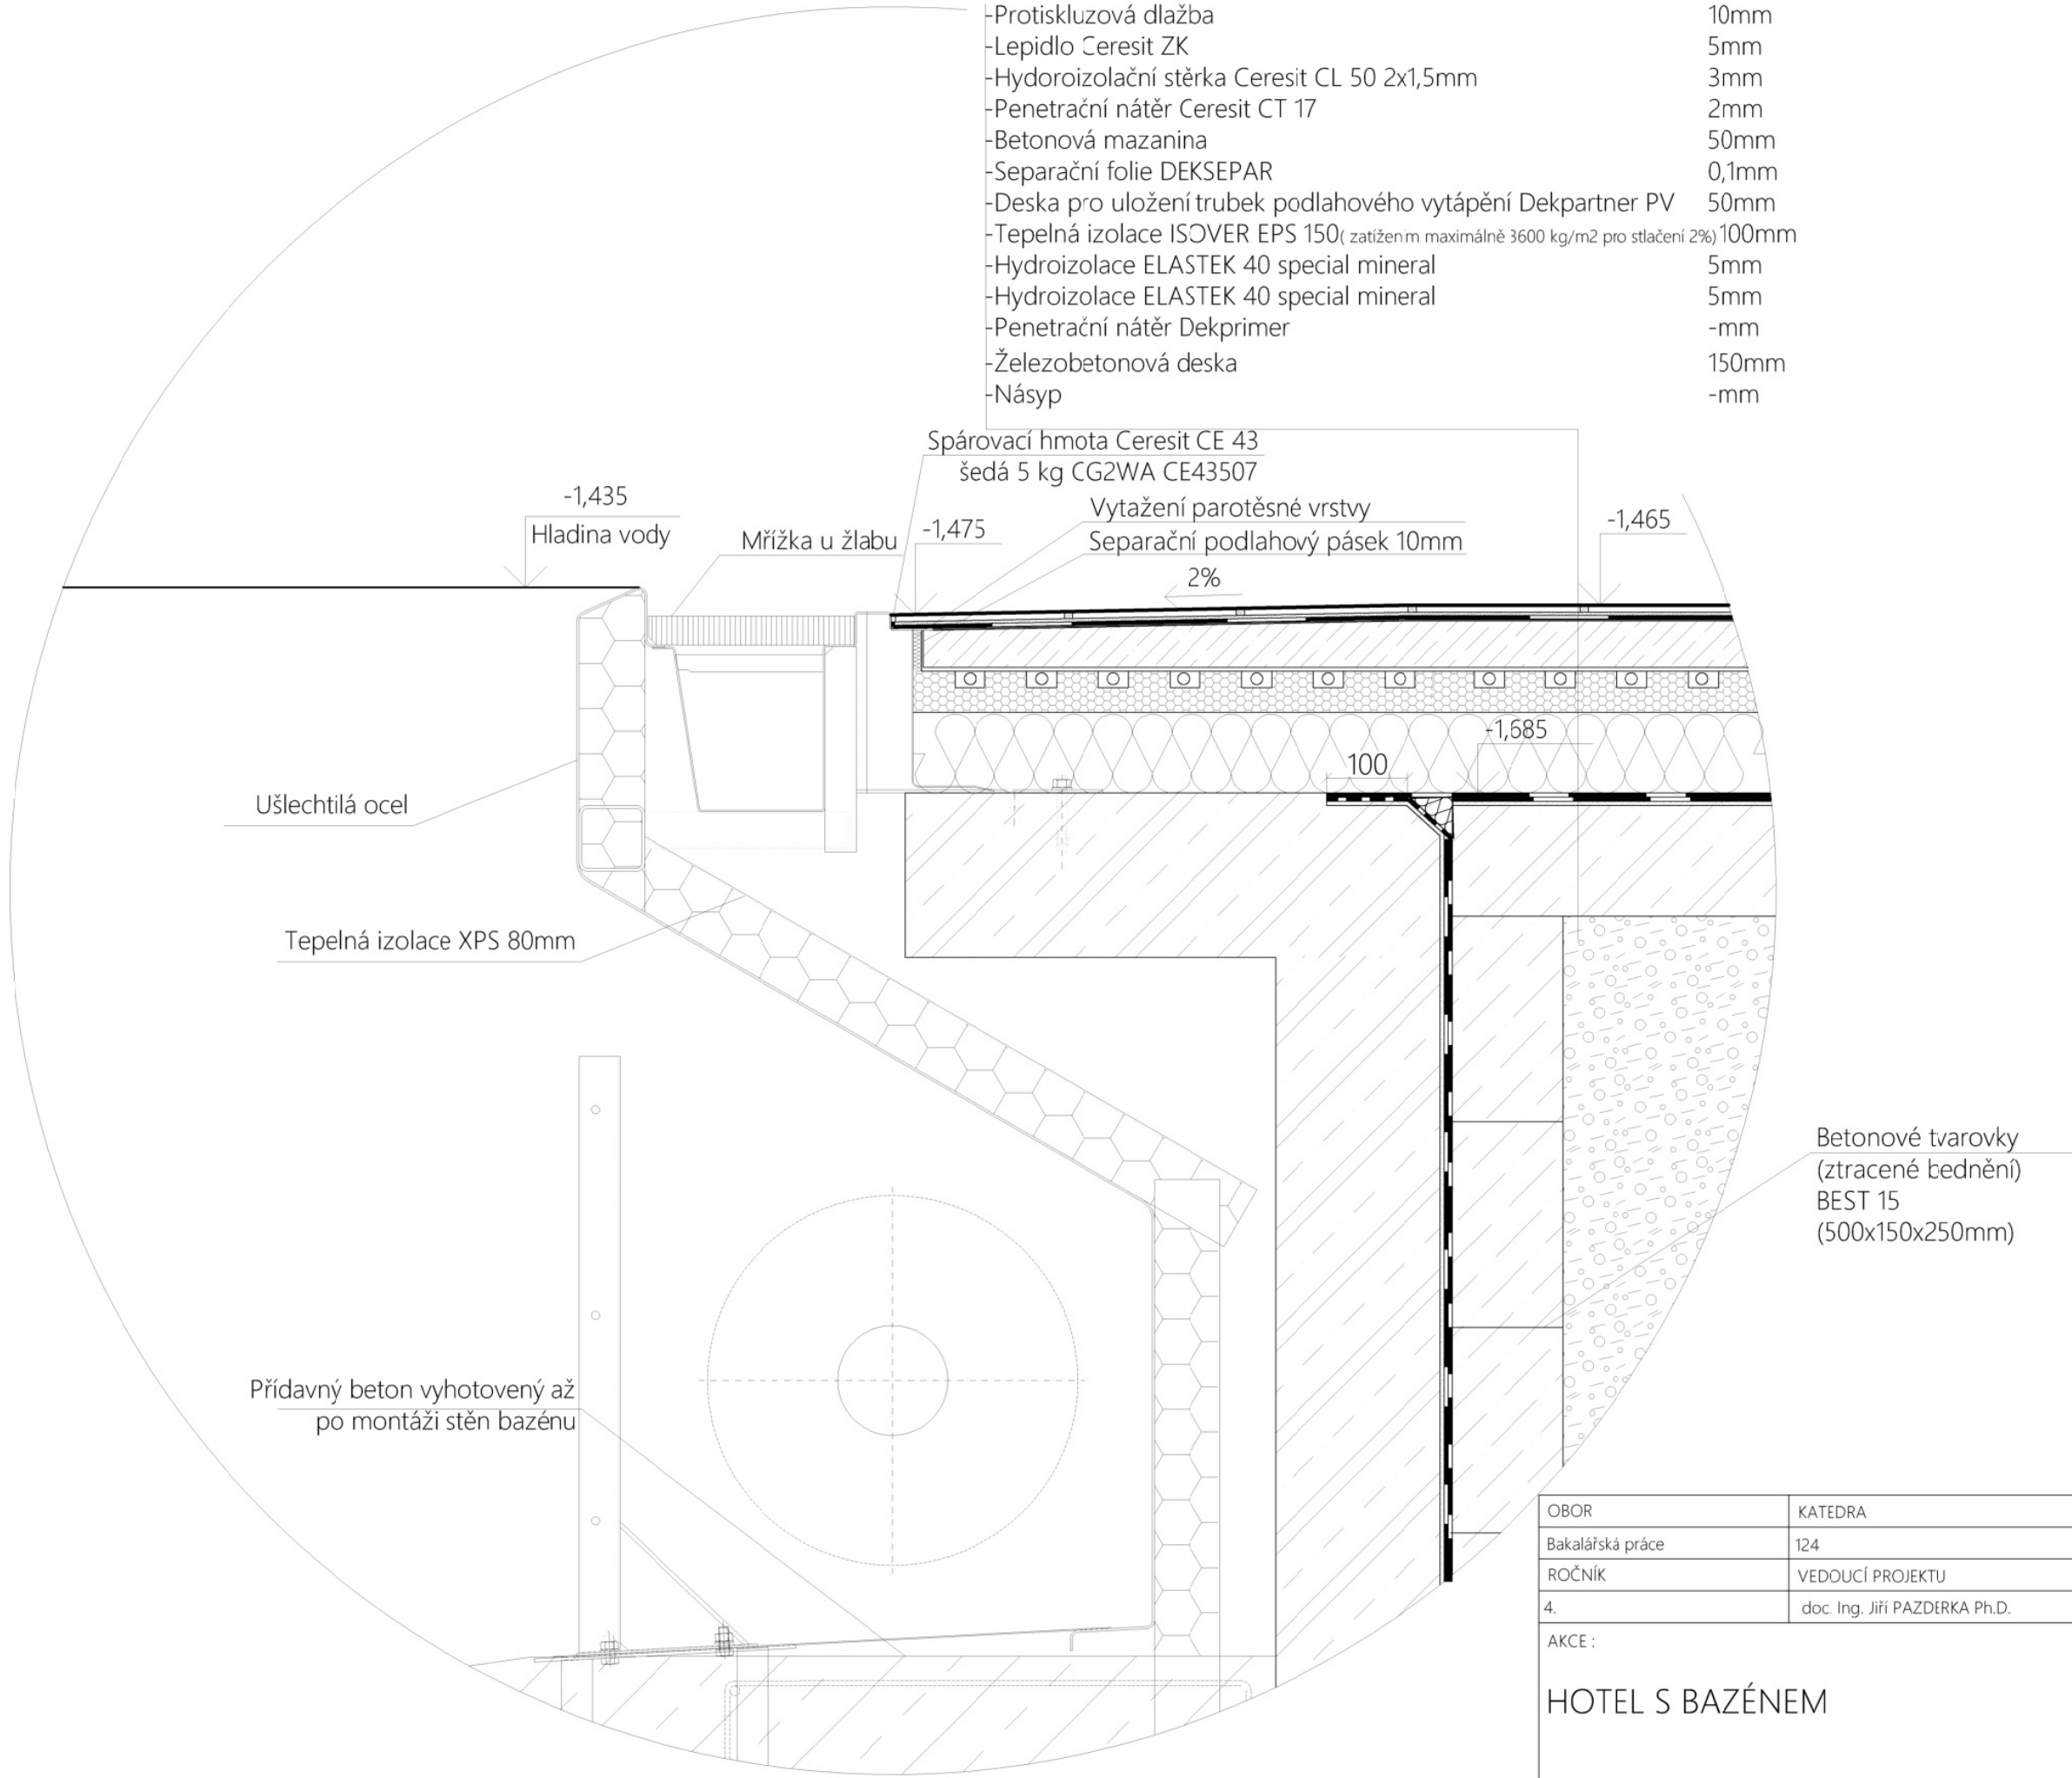 -Protiskluzová dlažba 10mm
-Lepidlo Ceresit ZK 5mm
-Hydoroizolační stěrka Ceresit CL 50 2x1,5mm 3mm
-Penetrační nátěr Ceresit CT 17 2mm
-Betonová mazanina 50mm
-Separační folie DEKSEPAR 0,1mm
-Deska pro uložení trubek podlahového vytápění Dekpartner PV 50mm
-Tepelná izolace ISOVER EPS 150( zatížením maximálně 3600 kg/m2 pro stlačení 2%) 100mm
-Hydroizolace ELASTEK 40 special mineral 5mm
-Hydroizolace ELASTEK 40 special mineral 5mm
-Penetrační nátěr Dekprimer -mm
-Železobetonová deska 150mm
-Násyp -mm
Spárovací hmota Ceresit CE 43
šedá 5 kg CG2WA CE43507
-1,435
Hladina vody
Mřížka u žlabu
-1,475
Vytažení parotěsné vrstvy
Separační podlahový pásek 10mm
2%
-1,465
-1,685
100
Ušlechtilá ocel
Tepelná izolace XPS 80mm
Betonové tvarovky
(ztracené bednění)
BEST 15
(500x150x250mm)
Přídavný beton vyhotovený až
po montáži stěn bazénu
OBOR KATEDRA
Bakalářská práce 124
ROČNÍK VEDOUCÍ PROJEKTU
4. doc. Ing. Jiří PAZDERKA Ph.D.
AKCE :
HOTEL S BAZÉNEM